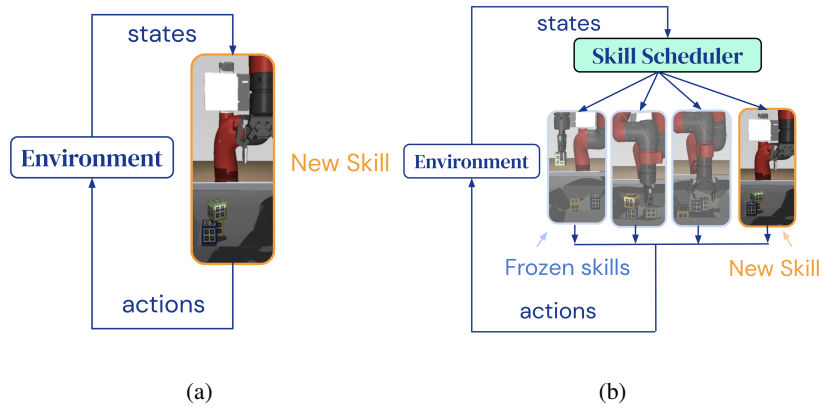 states
Environment
New Skill
actions
(a)
states
Skill Scheduler
Environment
Frozen skills
New Skill
actions
(b)